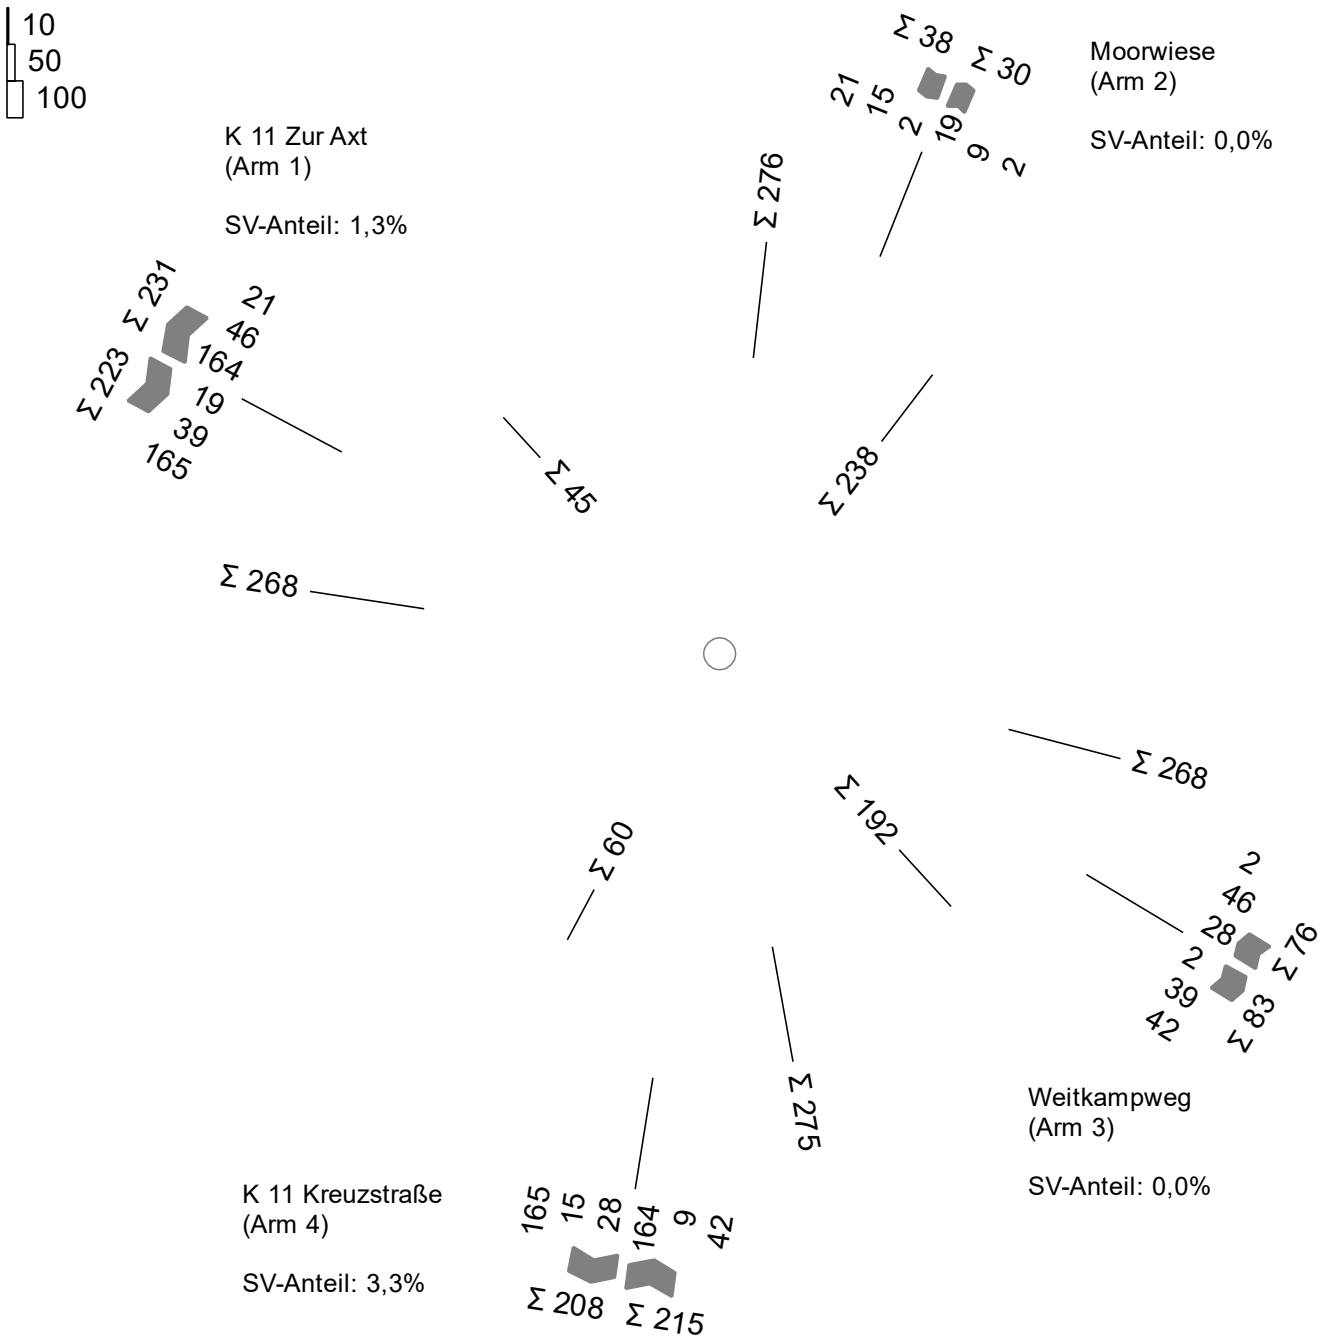 10
50
100
K 11 Zur Axt
(Arm 1)
SV-Anteil: 1,3%
Σ 231
Σ 223
21
46
164
19
39
165
Σ 38
Σ 30
21
15
2
19
9
2
Moorwiese
(Arm 2)
SV-Anteil: 0,0%
Σ 276
Σ 238
Σ 45
Σ 268
Σ 268
Σ 192
Σ 60
Σ 275
2
46
28
2
39
42
Σ 76
Σ 83
Weitkampweg
(Arm 3)
SV-Anteil: 0,0%
K 11 Kreuzstraße
(Arm 4)
SV-Anteil: 3,3%
165
15
28
164
9
42
Σ 208
Σ 215